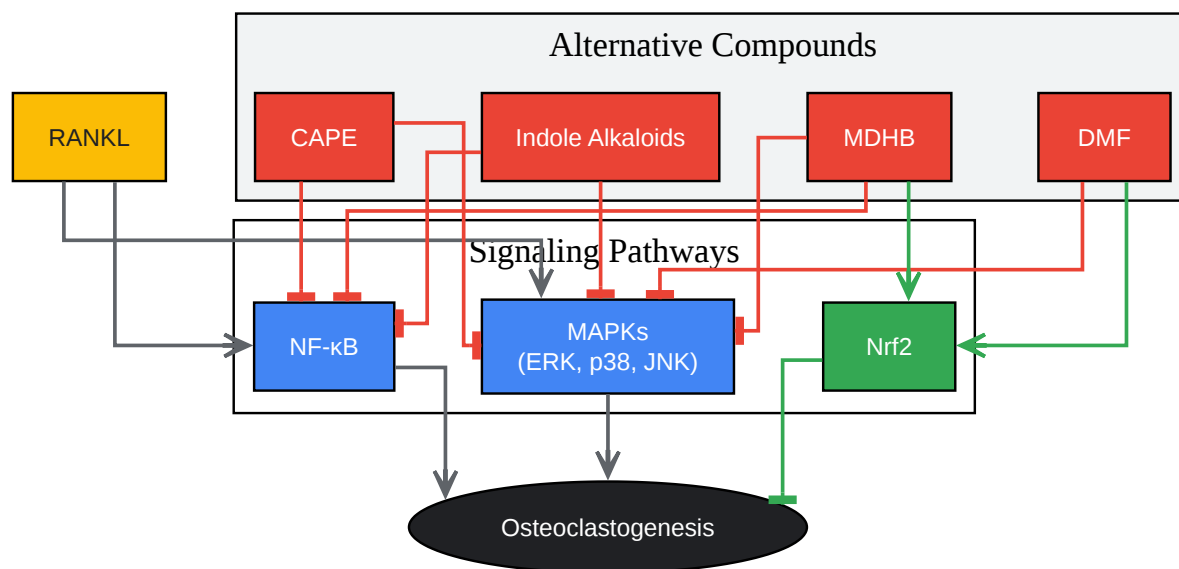 Alternative Compounds
RANKL
CAPE
Indole Alkaloids
MDHB
DMF
Signaling Pathways
NF-κB
MAPKs
(ERK, p38, JNK)
Nrf2
Osteoclastogenesis